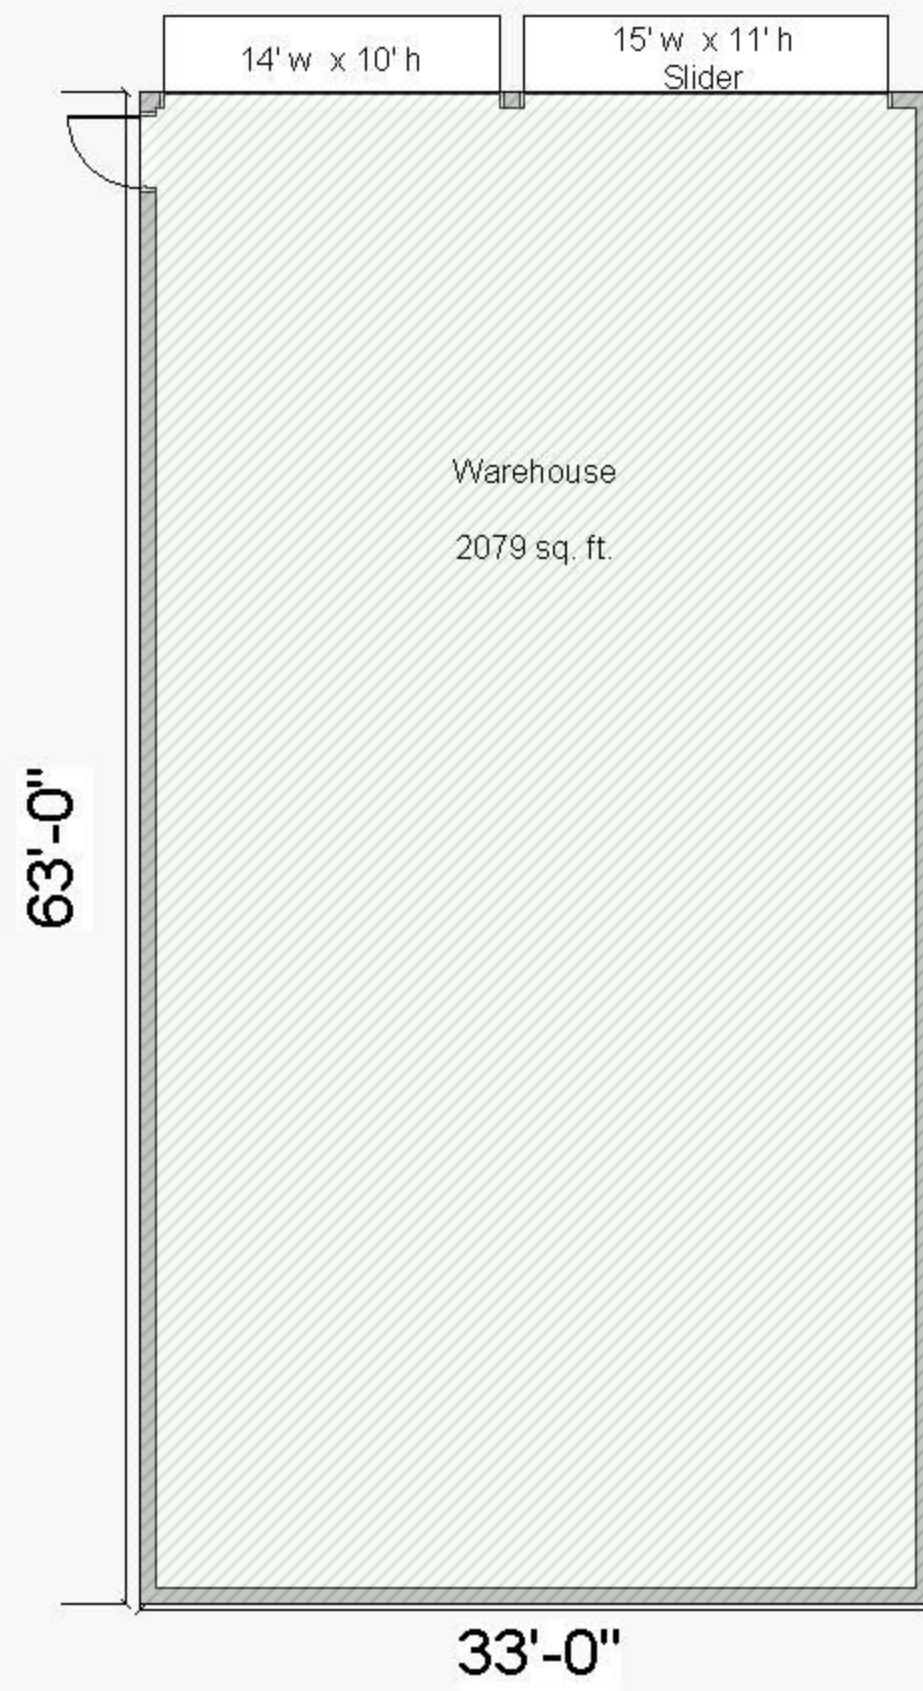 14' w x 10' h
15' w x 11' h
Slider
Warehouse
2079 sq. ft.
63'-0"
33'-0"